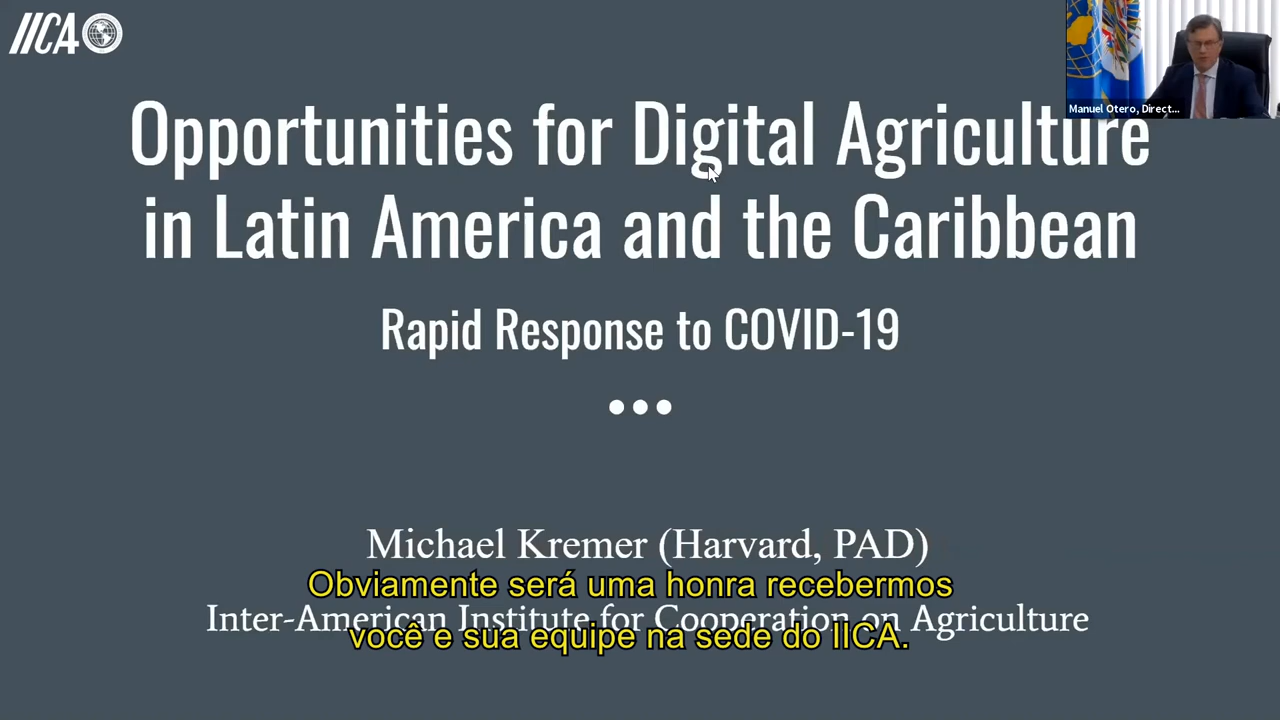 IICA
Manuel Otero, Direct...
Opportunities for Digital Agriculture
in Latin America and the Caribbean
Rapid Response to COVID-19
Michael Kremer (Harvard, PAD)
Obviamente será uma honra recebermos
Inter-American Institute for Cooperation on Agriculture
você e sua equipe na sede do IICA.